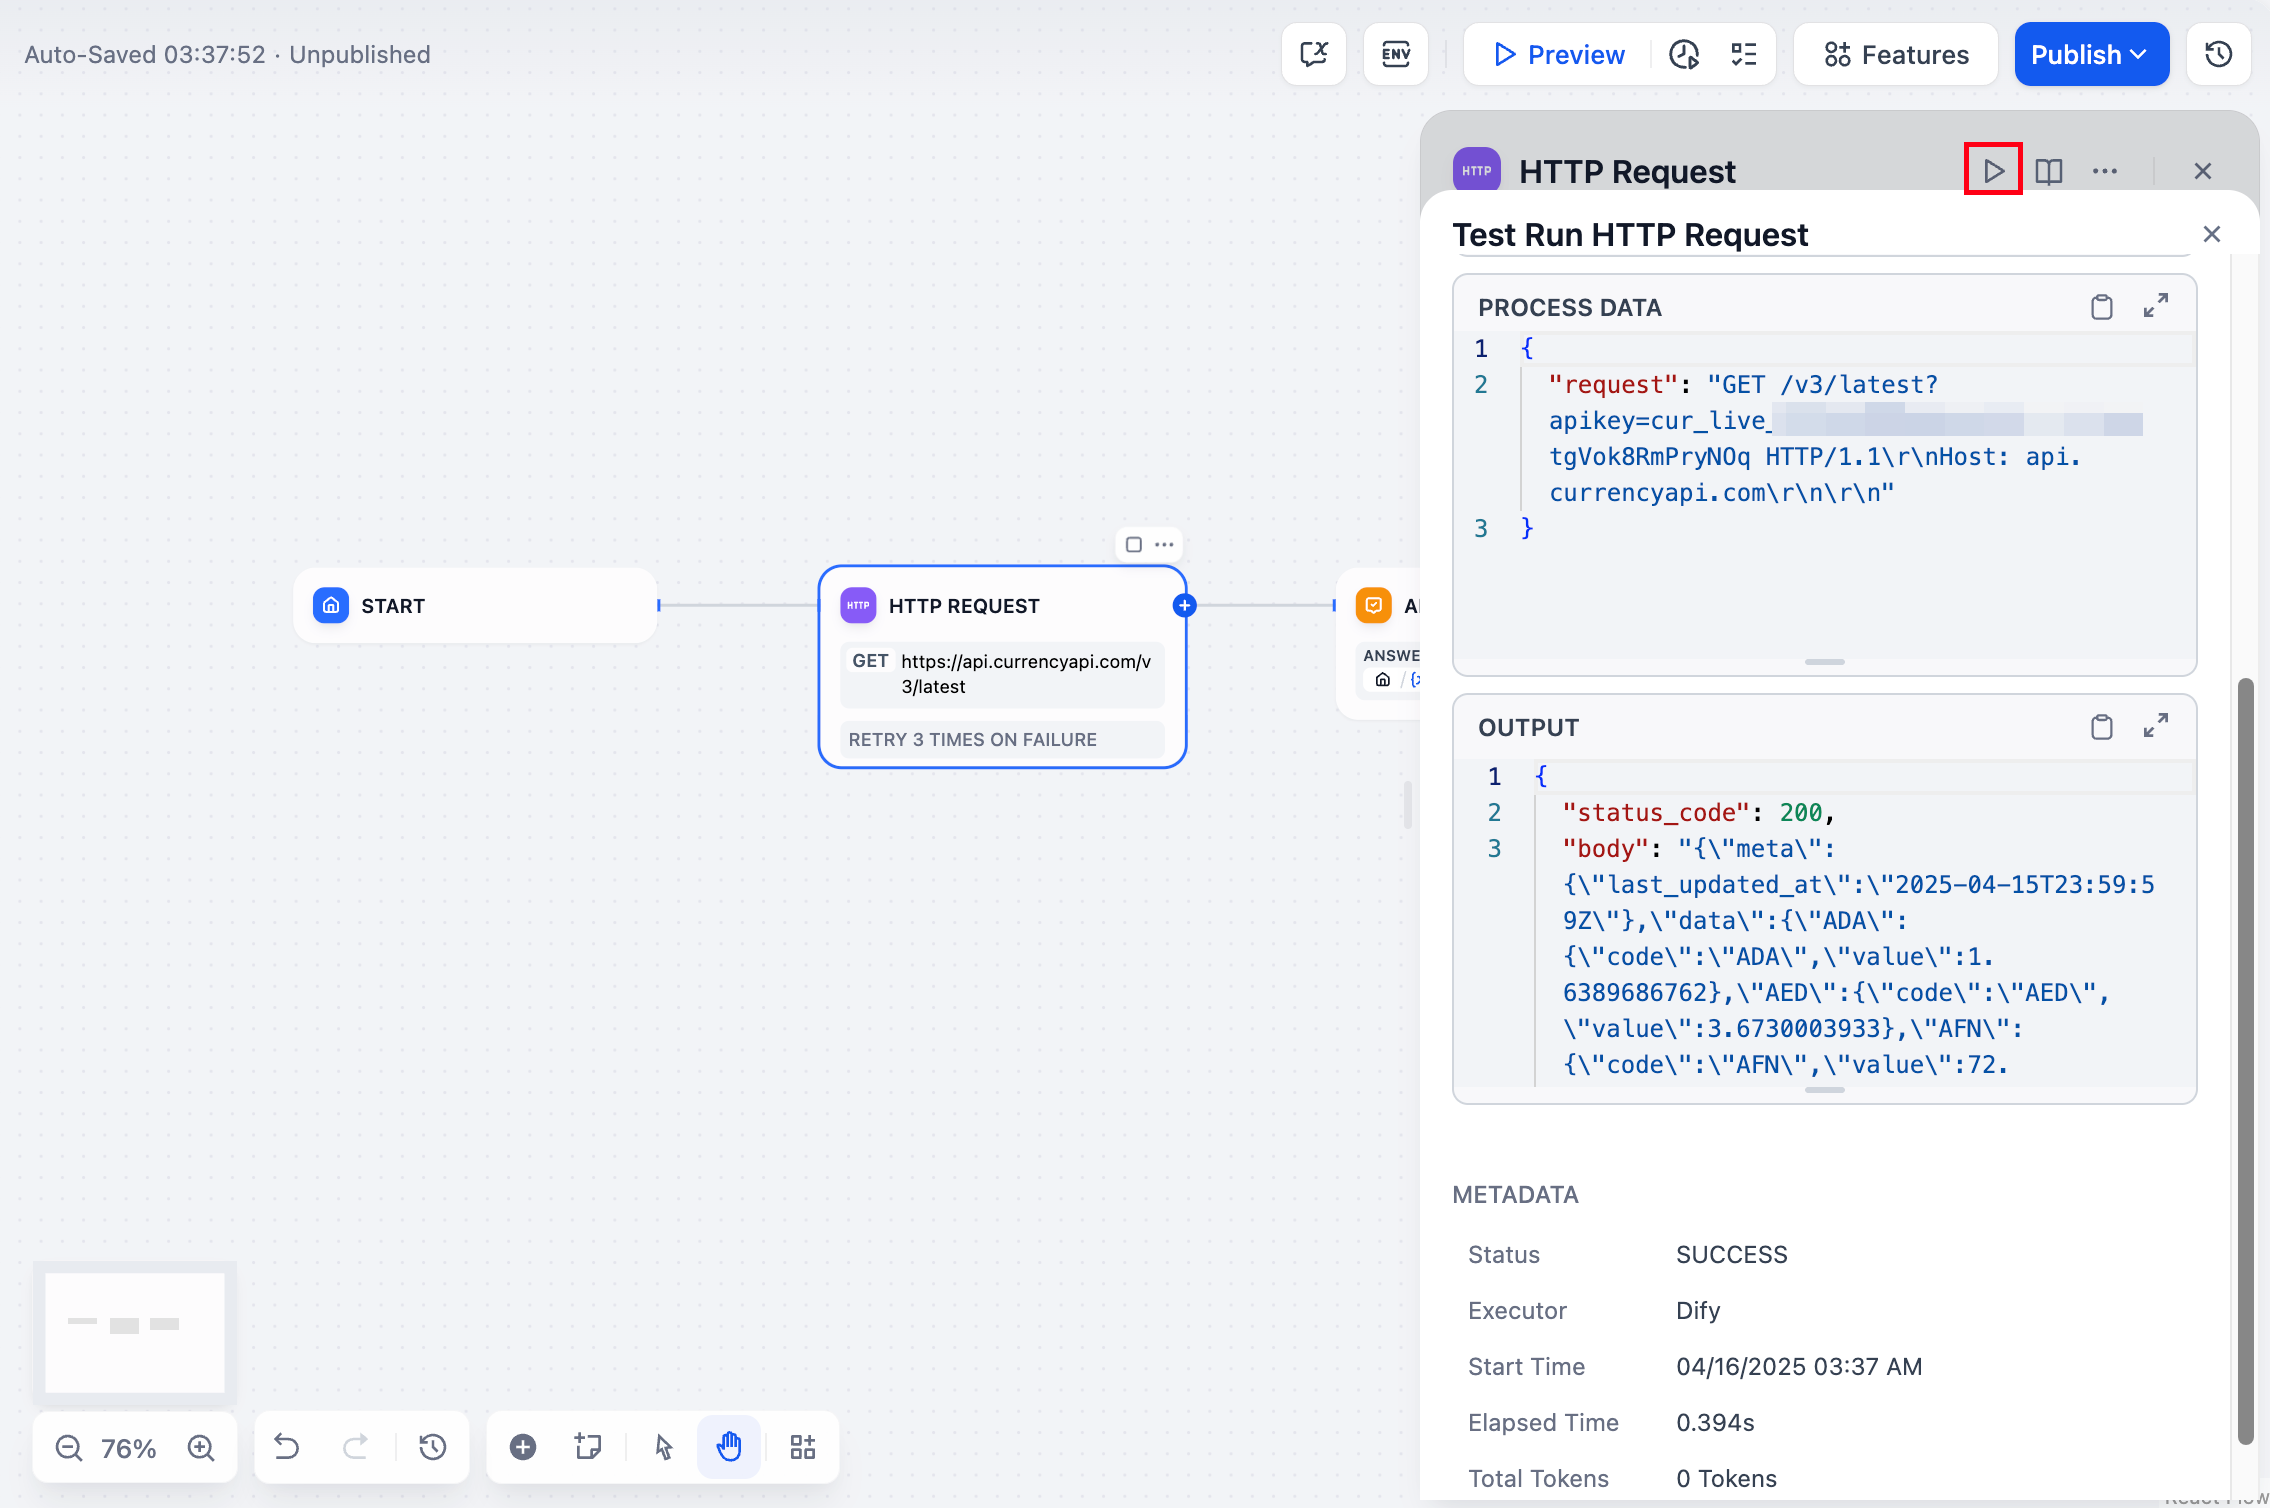 Auto-Saved 03:37:52 · Unpublished
ENV
Preview
Features
Publish
HTTP
HTTP Request
Test Run HTTP Request
PROCESS DATA
1 {
2 "request": "GET /v3/latest?
apikey=cur_live_
tgVok8RmPryNOq HTTP/1.1\r\nHost: api.
currencyapi.com\r\n\r\n"
3 }
START
HTTP
HTTP REQUEST
GET https://api.currencyapi.com/v
3/latest
RETRY 3 TIMES ON FAILURE
ANSWE
OUTPUT
1 {
2 "status_code": 200,
3 "body": "{\"meta\":
{\"last_updated_at\":\"2025-04-15T23:59:5
9Z\"},\"data\":{\"ADA\":
{\"code\":\"ADA\",\"value\":1.
6389686762},\"AED\":{\"code\":\"AED\",
\"value\":3.6730003933},\"AFN\":
{\"code\":\"AFN\",\"value\":72.
METADATA
Status SUCCESS
Executor Dify
Start Time 04/16/2025 03:37 AM
Elapsed Time 0.394s
Total Tokens 0 Tokens
76%